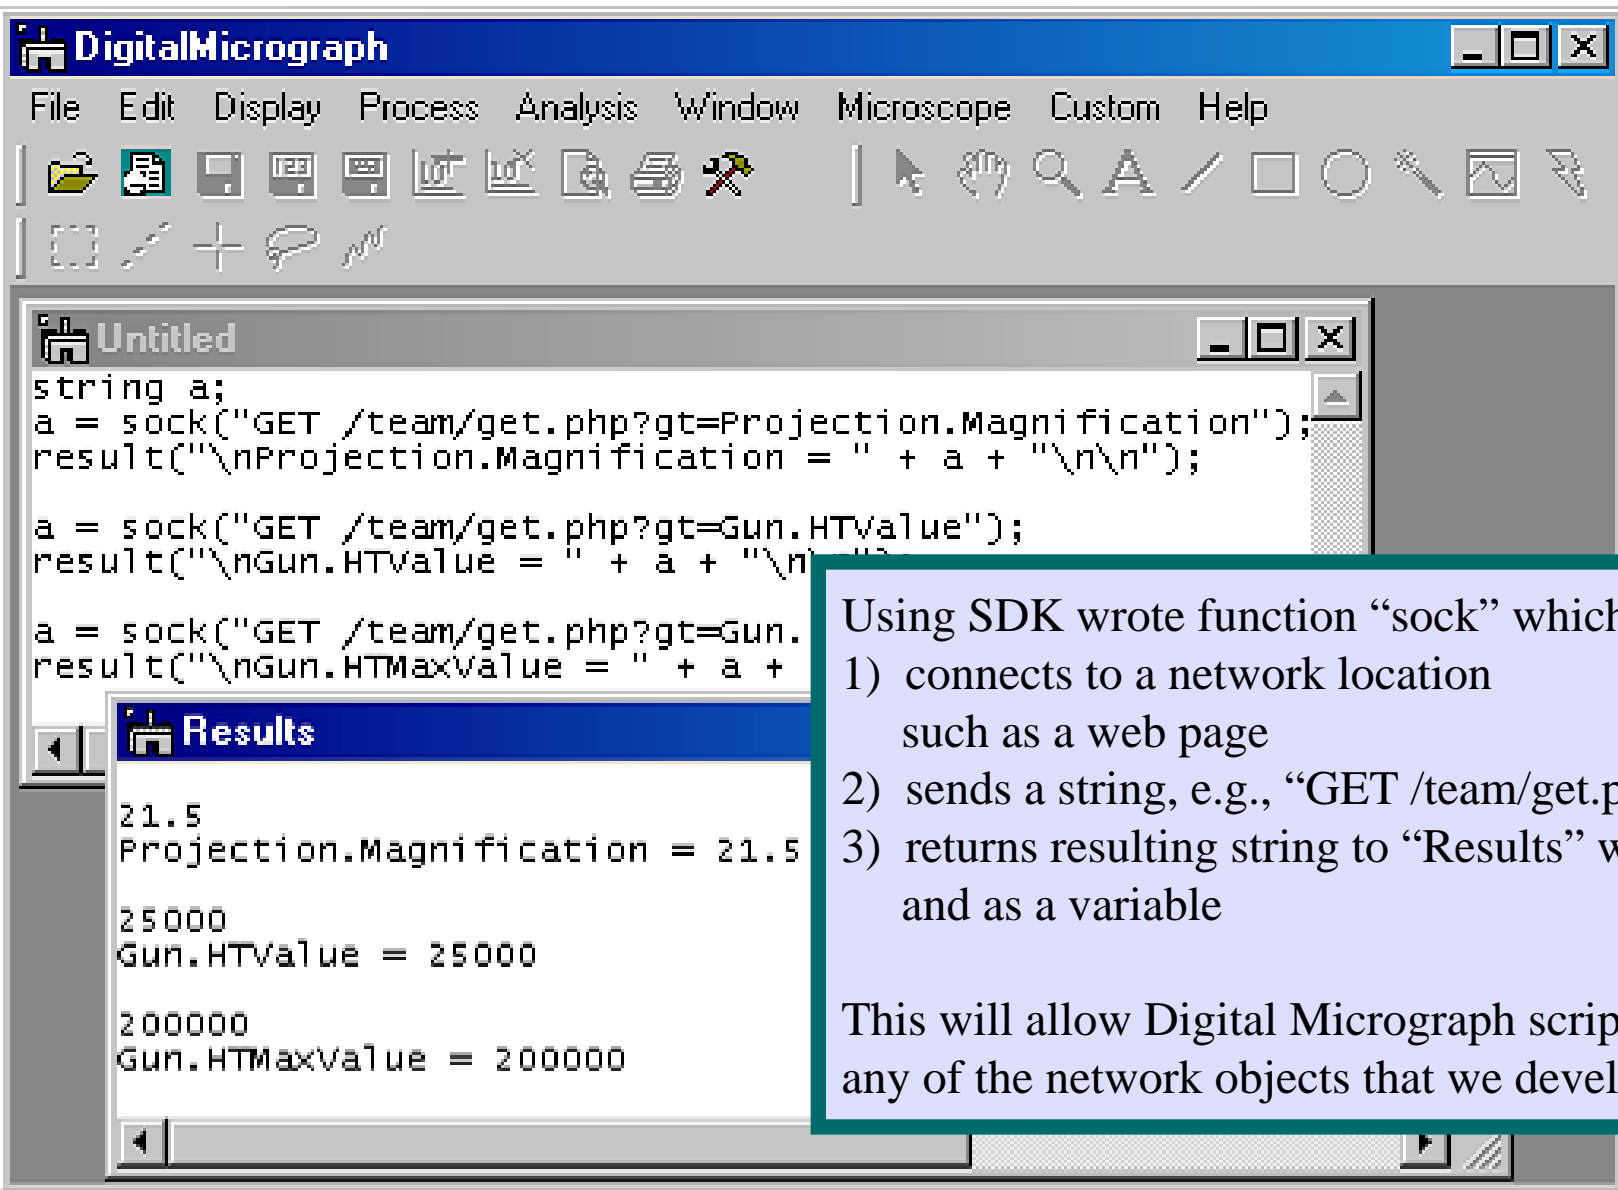 DigitalMicrograph
File Edit Display Process Analysis Window Microscope Custom Help
Untitled
string a;
a = sock("GET /team/get.php?gt=Projection.Magnification");
result("\nProjection.Magnification = " + a + "\n\n");
a = sock("GET /team/get.php?gt=Gun.HTValue");
result("\nGun.HTValue = " + a + "\n\n");
a = sock("GET /team/get.php?gt=Gun.
result("\nGun.HTMaxValue = " + a +
Results
21.5
Projection.Magnification = 21.5
25000
Gun.HTValue = 25000
200000
Gun.HTMaxValue = 200000
Using SDK wrote function “sock” which
1) connects to a network location
such as a web page
2) sends a string, e.g., “GET /team/get.p
3) returns resulting string to “Results” w
and as a variable
This will allow Digital Micrograph scrip
any of the network objects that we devel